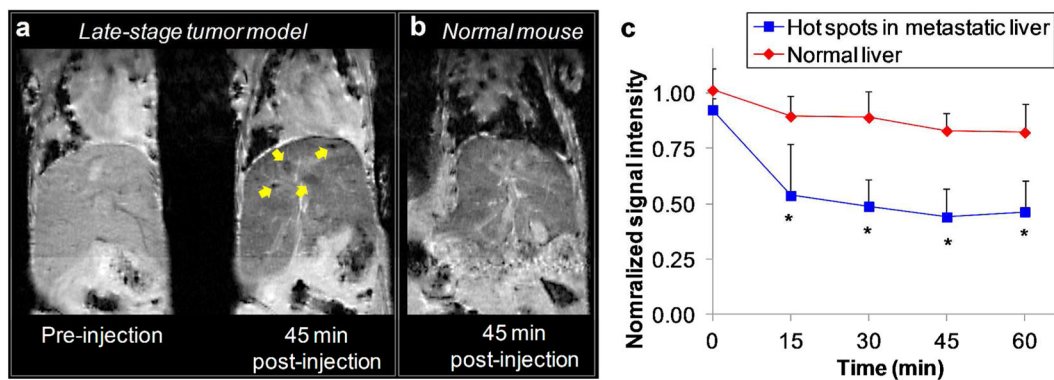 a
Late-stage tumor model
b
Normal mouse
Pre-injection
45 min
post-injection
45 min
post-injection
c
Hot spots in metastatic liver
Normal liver
Nomralized signal intensity
1.00
0.75
0.50
0.25
0.00
*
*
*
*
0 15 30 45 60
Time (min)